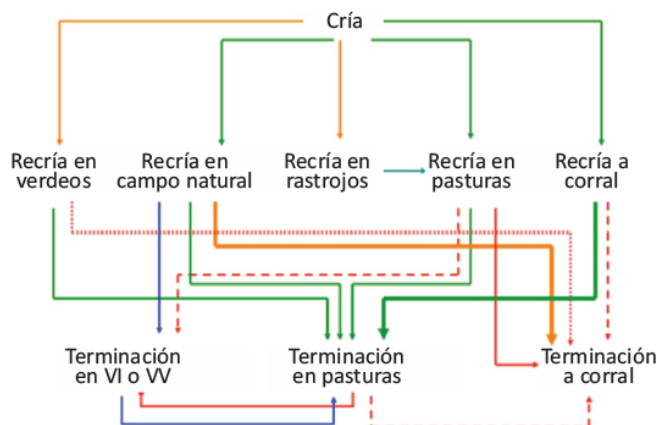 Cría
Recría en
verdeos
Recría en
campo natural
Recría en
rastrojos
Recría en
pasturas
Recría a
corral
Terminación
en VI o VV
Terminación
en pasturas
Terminación
a corral